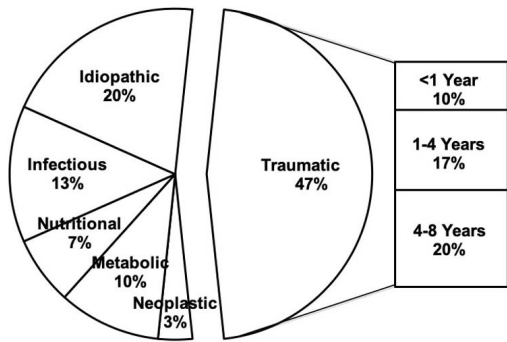 Idiopathic
20%
Infectious
13%
Nutritional
7%
Metabolic
10%
Neoplastic
3%
Traumatic
47%
<1 Year
10%
1-4 Years
17%
4-8 Years
20%